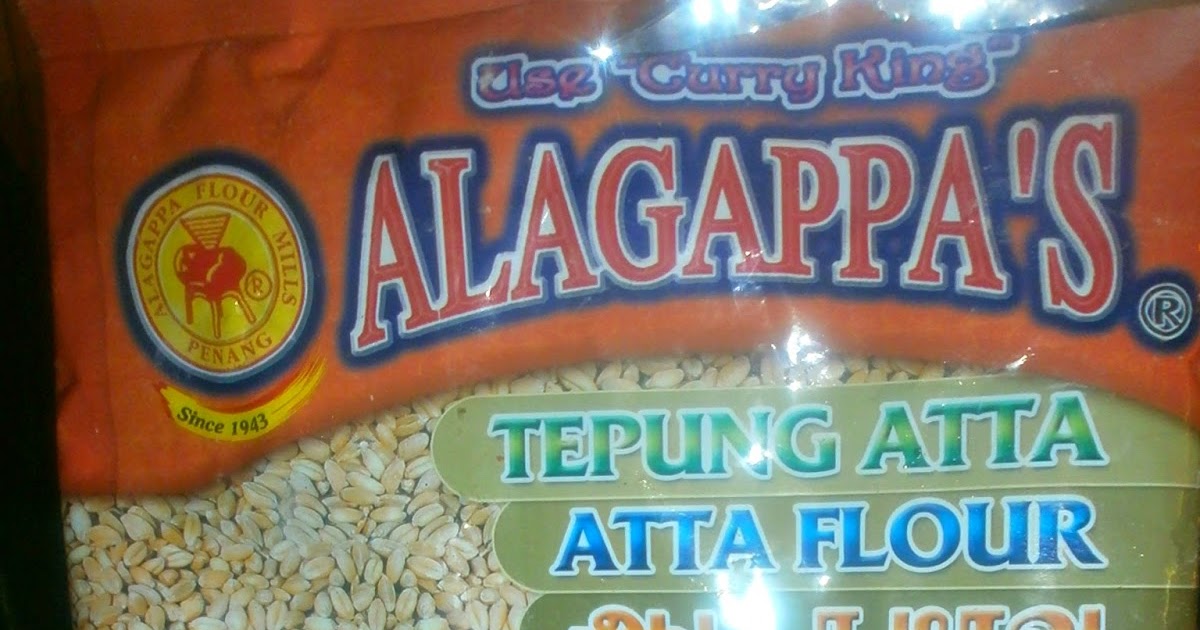 Use "Curry King"
ALAGAPPA'S®
ALAGAPPA FLOUR MILLS
®
PENANG
Since 1943
TEPUNG ATTA
ATTA FLOUR